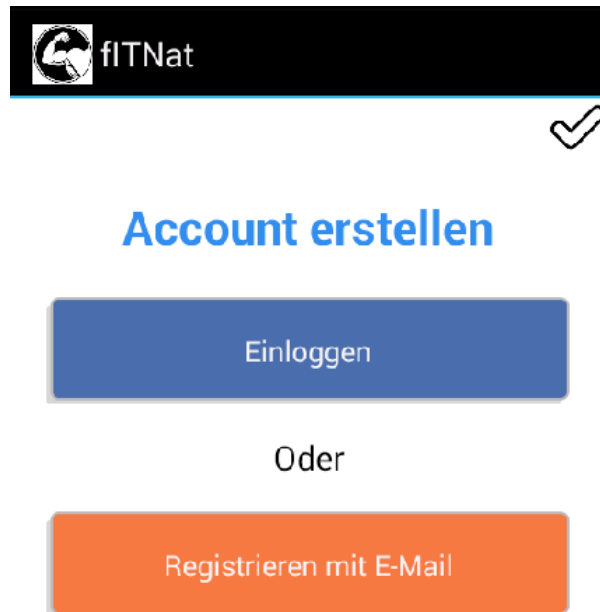 fITNat
Account erstellen
Einloggen
Oder
Registrieren mit E-Mail